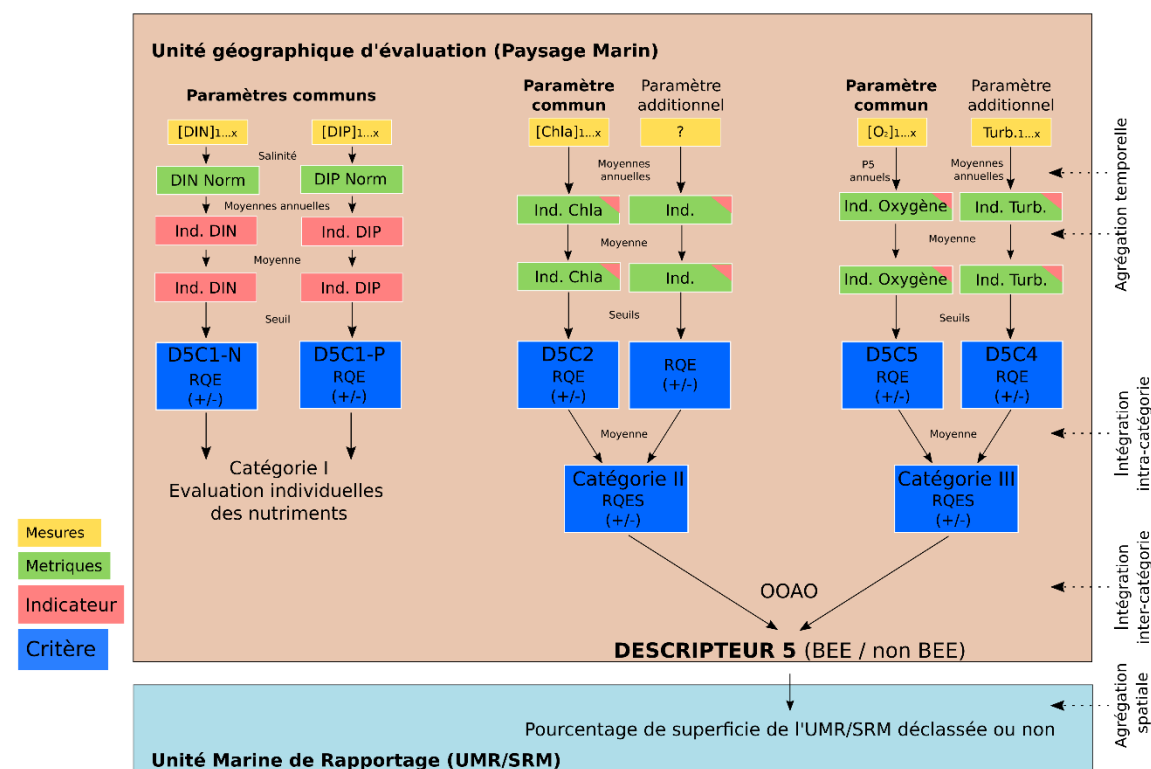 Unité géographique d'évaluation (Paysage Marin)
Paramètres communs
[DIN]1...x
[DIP]1...x
Salinité
DIN Norm
DIP Norm
Moyennes annuelles
Ind. DIN
Ind. DIP
Moyenne
Ind. DIN
Ind. DIP
Seuil
D5C1-N
RQE
(+/-)
D5C1-P
RQE
(+/-)
Catégorie I
Evaluation individuelles
des nutriments
Paramètre
commun
Paramètre
additionnel
[Chla]1...x
?
Moyennes
annuelles
Ind. Chla
Ind.
Moyenne
Ind. Chla
Ind.
Seuils
D5C2
RQE
(+/-)
RQE
(+/-)
Moyenne
Catégorie II
RQES
(+/-)
Paramètre
commun
Paramètre
additionnel
[O₂]1...x
Turb.1...x
P5
annuels
Moyennes
annuelles
Ind. Oxygène
Ind. Turb.
Moyenne
Ind. Oxygène
Ind. Turb.
Seuils
D5C5
RQE
(+/-)
D5C4
RQE
(+/-)
Moyenne
Catégorie III
RQES
(+/-)
OOAO
DESCRIPTEUR 5 (BEE / non BEE)
Pourcentage de superficie de l'UMR/SRM déclassée ou non
Unité Marine de Rapportage (UMR/SRM)
Agrégation temporelle
Intégration
intra-catégorie
Intégration
inter-catégorie
Agrégation
spatiale
Mesures
Metriques
Indicateur
Critère